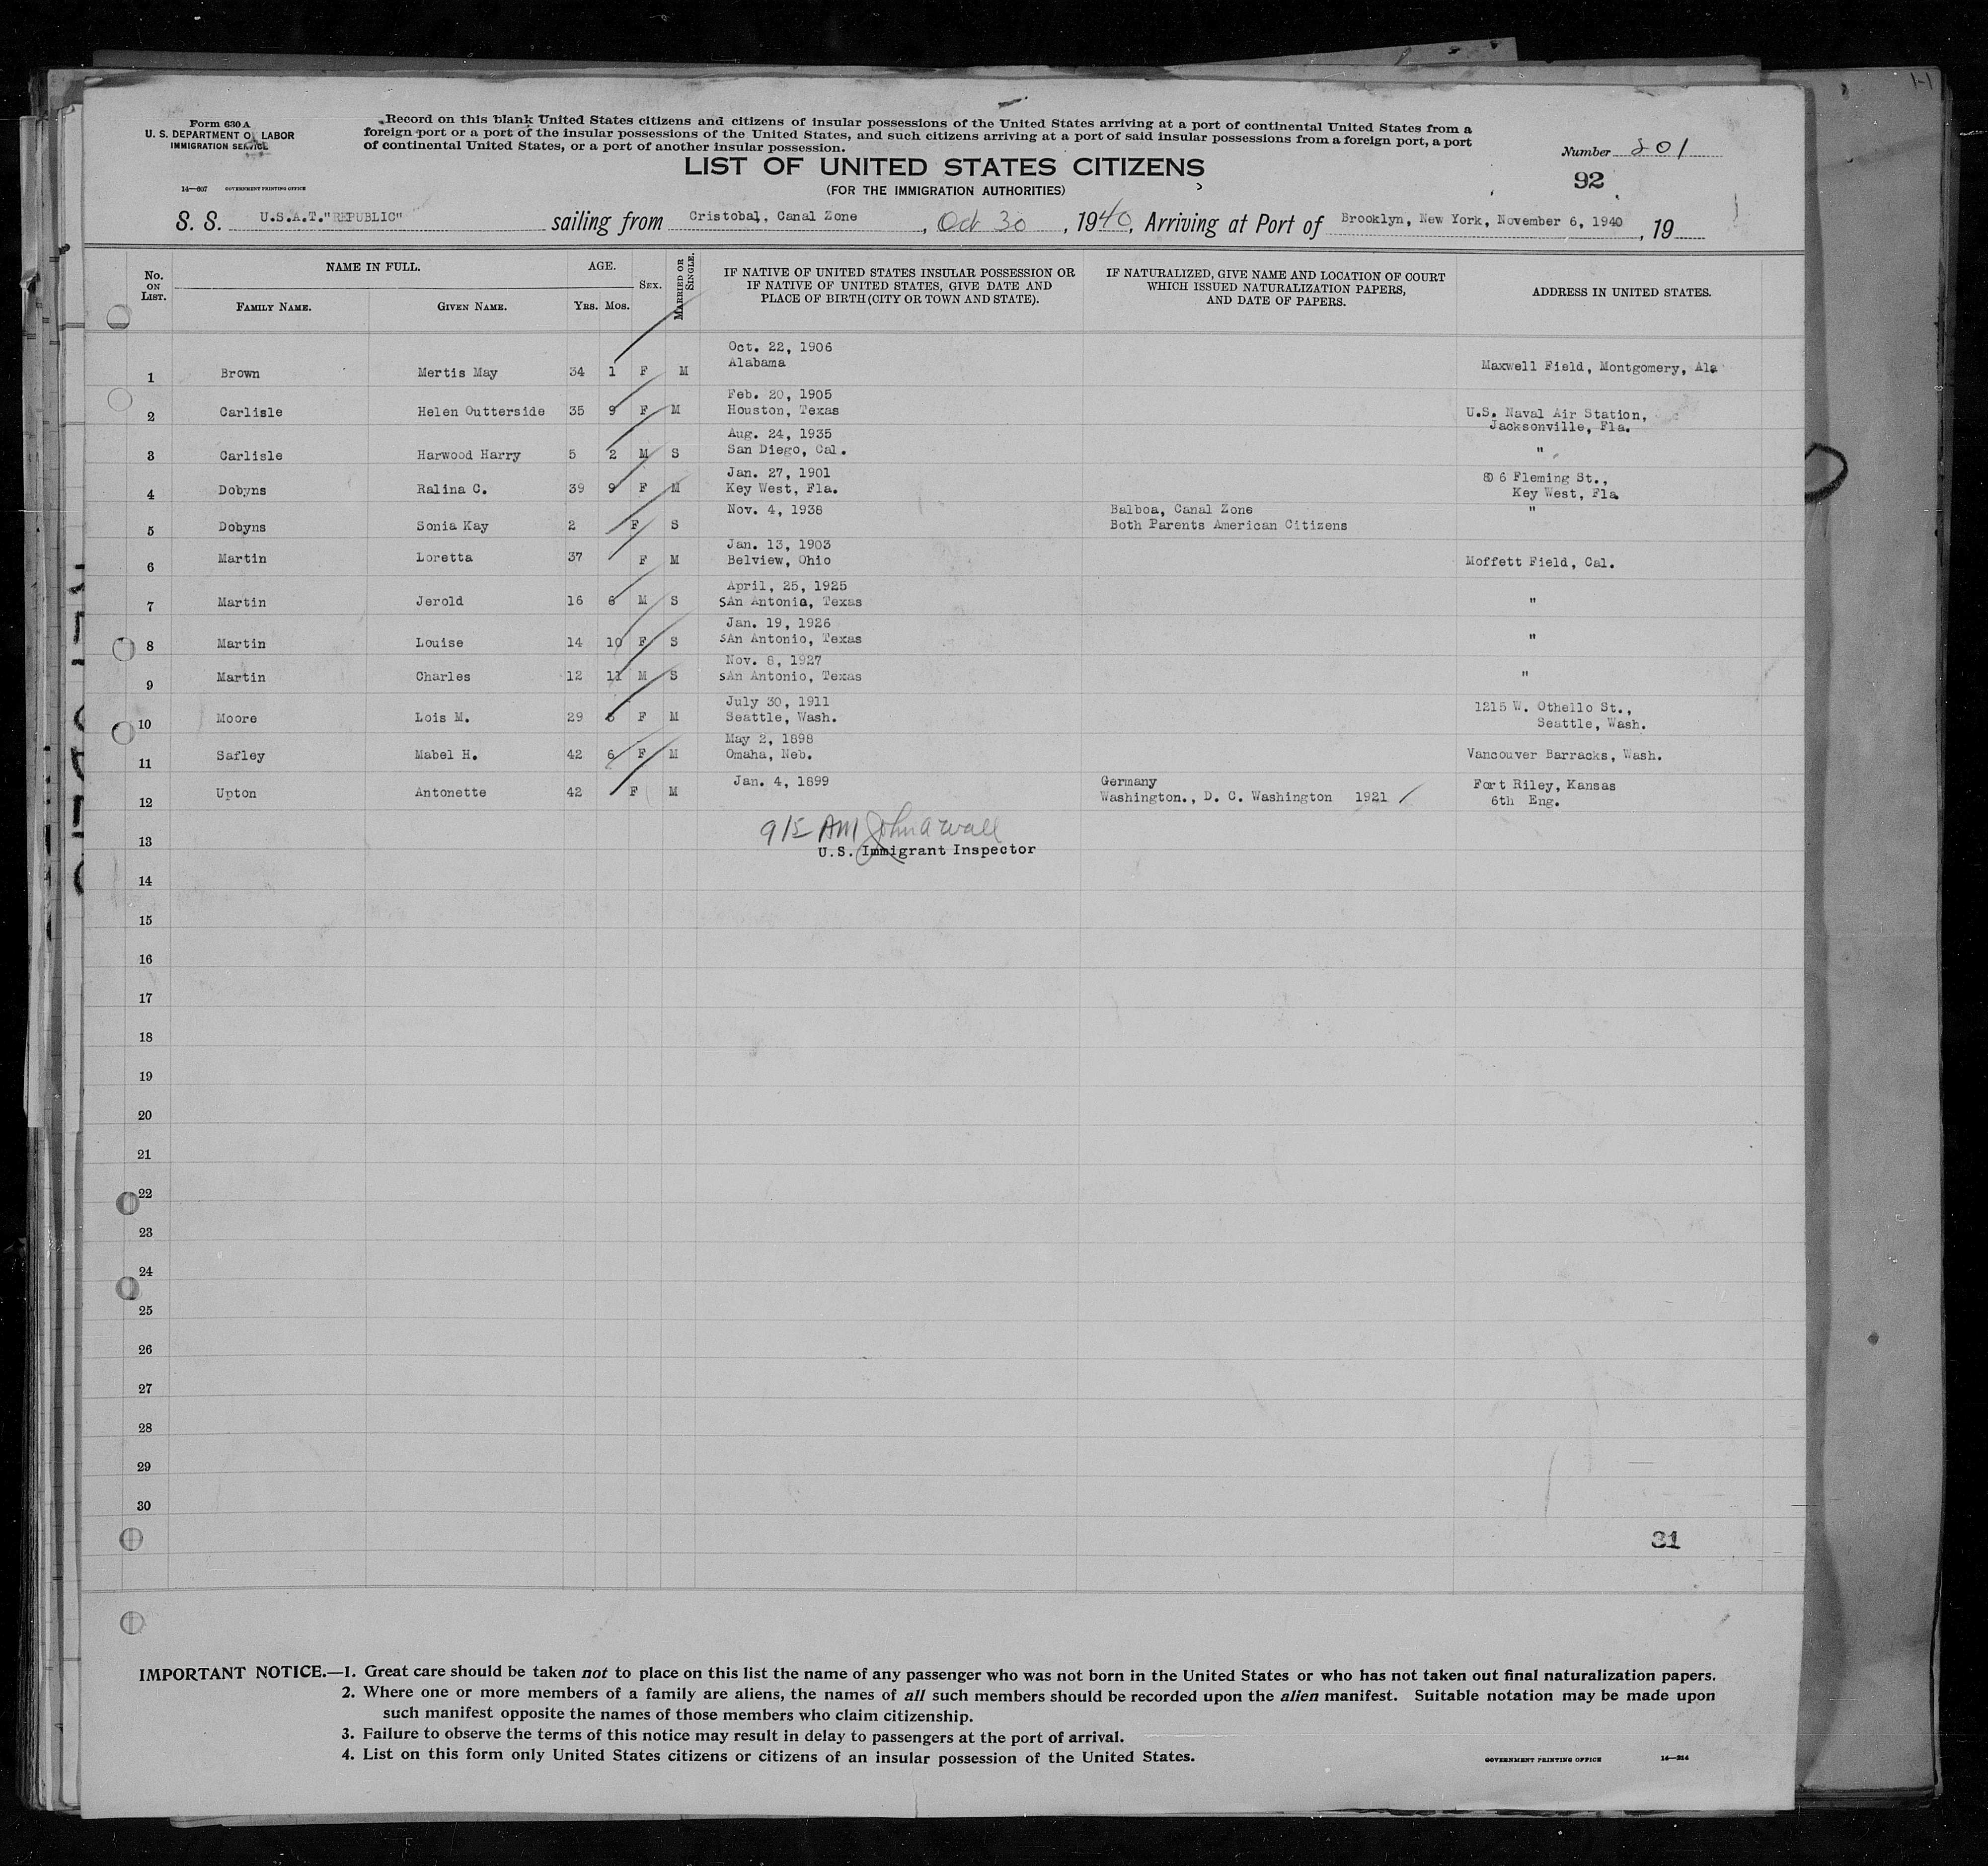 Form 630 A
U. S. DEPARTMENT O LABOR
IMMIGRATION SERVICE
14—607 GOVERNMENT PRINTING OFFICE
Record on this blank United States citizens and citizens of insular possessions of the United States arriving at a port of continental United States from a
foreign port or a port of the insular possessions of the United States, and such citizens arriving at a port of said insular possessions from a foreign port, a port
of continental United States, or a port of another insular possession.
LIST OF UNITED STATES CITIZENS
(FOR THE IMMIGRATION AUTHORITIES)
Number 201
92
S. S. U.S.A.T."REPUBLIC" sailing from Cristobal, Canal Zone, Oct 30, 1940, Arriving at Port of Brooklyn, New York, November 6, 1940, 19
No. ON LIST. NAME IN FULL. FAMILY NAME. GIVEN NAME. AGE. YRS. MOS. SEX. MARRIED OR SINGLE. IF NATIVE OF UNITED STATES INSULAR POSSESSION OR IF NATIVE OF UNITED STATES, GIVE DATE AND PLACE OF BIRTH (CITY OR TOWN AND STATE). IF NATURALIZED, GIVE NAME AND LOCATION OF COURT WHICH ISSUED NATURALIZATION PAPERS, AND DATE OF PAPERS. ADDRESS IN UNITED STATES.
Oct. 22, 1906
1 Brown Mertis May 34 1 F M Alabama Maxwell Field, Montgomery, Ala
Feb. 20, 1905
2 Carlisle Helen Outterside 35 9 F M Houston, Texas U.S. Naval Air Station,
Jacksonville, Fla.
Aug. 24, 1935
3 Carlisle Harwood Harry 5 2 M S San Diego, Cal. "
Jan. 27, 1901
4 Dobyns Ralina C. 39 9 F M Key West, Fla. 806 Fleming St.,
Key West, Fla
Nov. 4, 1938 Balboa, Canal Zone "
5 Dobyns Sonia Kay 2 F S Both Parents American Citizens
Jan. 13, 1903
6 Martin Loretta 37 F M Belview, Ohio Moffett Field, Cal.
April, 25, 1925
7 Martin Jerold 16 6 M S SAn Antonia, Texas "
Jan. 19, 1926
8 Martin Louise 14 10 F S SAn Antonio, Texas "
Nov. 8, 1927
9 Martin Charles 12 11 M S SAn Antonio, Texas "
July 30, 1911
10 Moore Lois M. 29 F M Seattle, Wash. 1215 W. Othello St.,
Seattle, Wash.
May 2, 1898
11 Safley Mabel H. 42 6 F M Omaha, Neb. Vancouver Barracks, Wash.
Jan. 4, 1899 Germany Fort Riley, Kansas
12 Upton Antonette 42 F M Washington., D. C. Washington 1921 6th Eng.
915 AM John A Wall
13 U.S. Immigrant Inspector
14
15
16
17
18
19
20
21
22
23
24
25
26
27
28
29
30
31
IMPORTANT NOTICE.—1. Great care should be taken not to place on this list the name of any passenger who was not born in the United States or who has not taken out final naturalization papers.
2. Where one or more members of a family are aliens, the names of all such members should be recorded upon the alien manifest. Suitable notation may be made upon
such manifest opposite the names of those members who claim citizenship.
3. Failure to observe the terms of this notice may result in delay to passengers at the port of arrival.
4. List on this form only United States citizens or citizens of an insular possession of the United States.
GOVERNMENT PRINTING OFFICE 14—314